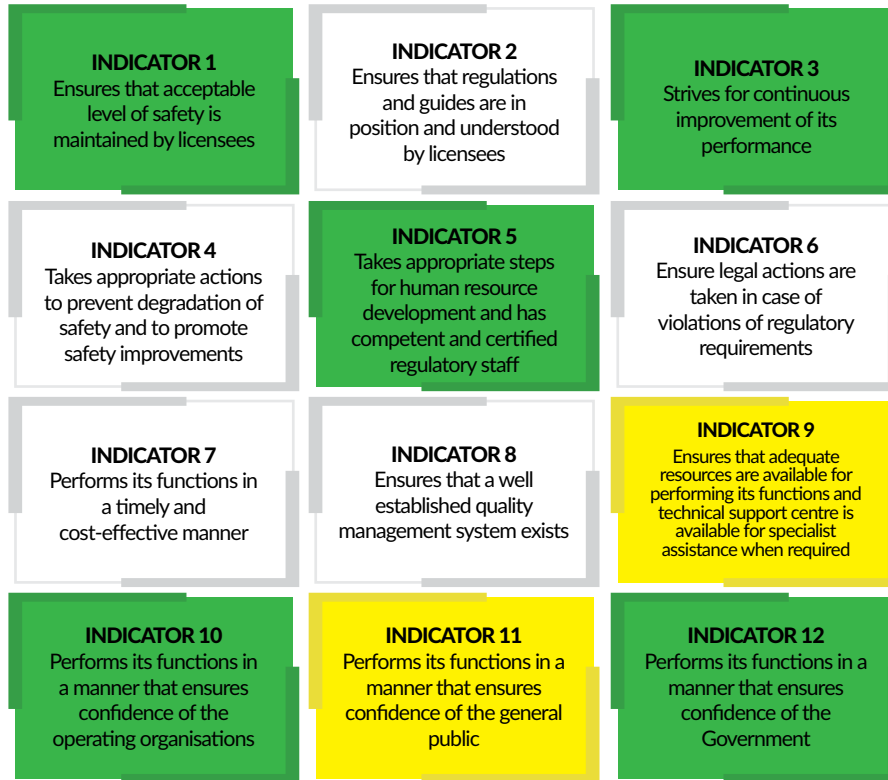 INDICATOR 1
Ensures that acceptable
level of safety is
maintained by licensees
INDICATOR 2
Ensures that regulations
and guides are in
position and understood
by licensees
INDICATOR 3
Strives for continuous
improvement of its
performance
INDICATOR 4
Takes appropriate actions
to prevent degradation of
safety and to promote
safety improvements
INDICATOR 5
Takes appropriate steps
for human resource
development and has
competent and certified
regulatory staff
INDICATOR 6
Ensure legal actions are
taken in case of
violations of regulatory
requirements
INDICATOR 7
Performs its functions in
a timely and
cost-effective manner
INDICATOR 8
Ensures that a well
established quality
management system exists
INDICATOR 9
Ensures that adequate
resources are available for
performing its functions and
technical support centre is
available for specialist
assistance when required
INDICATOR 10
Performs its functions in
a manner that ensures
confidence of the
operating organisations
INDICATOR 11
Performs its functions in a
manner that ensures
confidence of the general
public
INDICATOR 12
Performs its functions in a
manner that ensures
confidence of the
Government